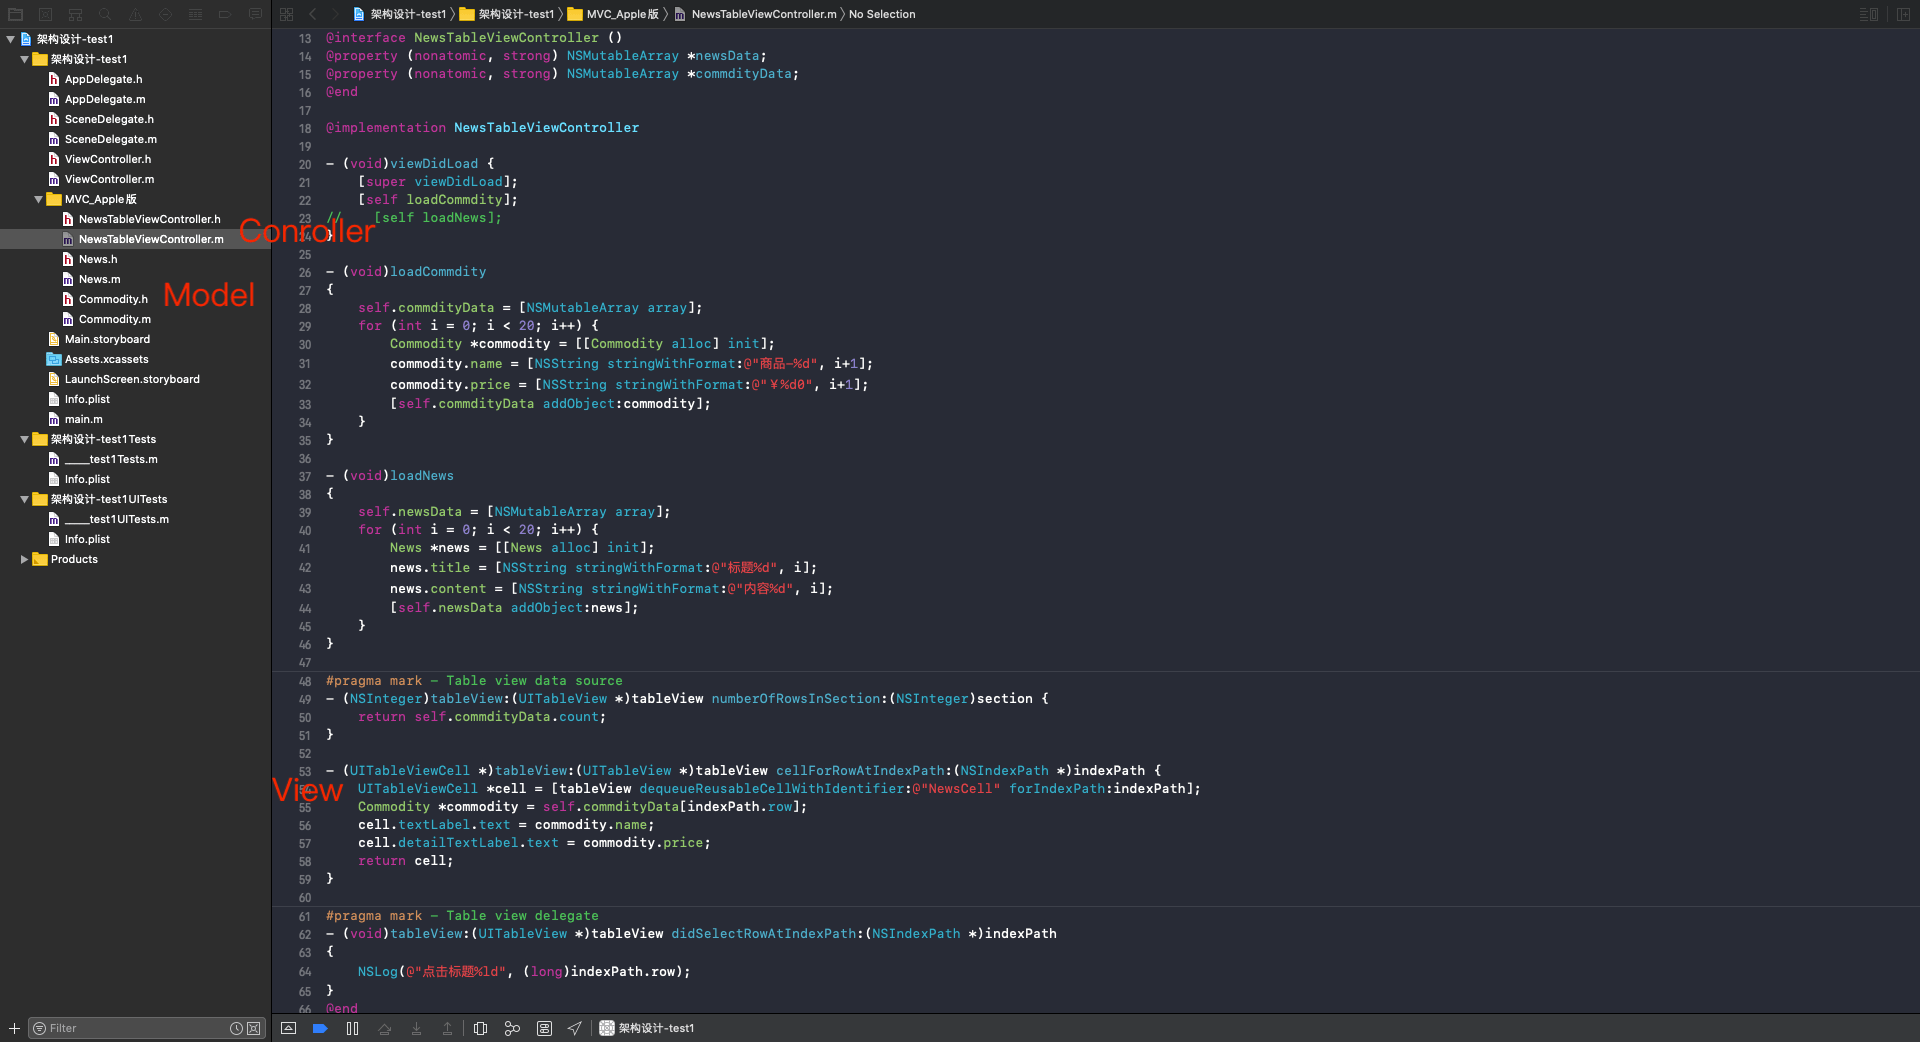 架构设计-test1 〉 架构设计-test1 〉 MVC_Apple版 〉 NewsTableViewController.m 〉 No Selection
架构设计-test1
架构设计-test1
AppDelegate.h
AppDelegate.m
SceneDelegate.h
SceneDelegate.m
ViewController.h
ViewController.m
MVC_Apple版
NewsTableViewController.h
NewsTableViewController.m
Conroller
News.h
News.m
Commodity.h
Model
Commodity.m
Main.storyboard
Assets.xcassets
LaunchScreen.storyboard
Info.plist
main.m
架构设计-test1Tests
____test1Tests.m
Info.plist
架构设计-test1UITests
____test1UITests.m
Info.plist
Products
Filter
13 @interface NewsTableViewController ()
14 @property (nonatomic, strong) NSMutableArray *newsData;
15 @property (nonatomic, strong) NSMutableArray *commdityData;
16 @end
17
18 @implementation NewsTableViewController
19
20 - (void)viewDidLoad {
21     [super viewDidLoad];
22     [self loadCommdity];
23 //    [self loadNews];
24 }
25
26 - (void)loadCommdity
27 {
28     self.commdityData = [NSMutableArray array];
29     for (int i = 0; i < 20; i++) {
30         Commodity *commodity = [[Commodity alloc] init];
31         commodity.name = [NSString stringWithFormat:@"商品-%d", i+1];
32         commodity.price = [NSString stringWithFormat:@"￥%d0", i+1];
33         [self.commdityData addObject:commodity];
34     }
35 }
36
37 - (void)loadNews
38 {
39     self.newsData = [NSMutableArray array];
40     for (int i = 0; i < 20; i++) {
41         News *news = [[News alloc] init];
42         news.title = [NSString stringWithFormat:@"标题%d", i];
43         news.content = [NSString stringWithFormat:@"内容%d", i];
44         [self.newsData addObject:news];
45     }
46 }
47
48 #pragma mark - Table view data source
49 - (NSInteger)tableView:(UITableView *)tableView numberOfRowsInSection:(NSInteger)section {
50     return self.commdityData.count;
51 }
52
53 - (UITableViewCell *)tableView:(UITableView *)tableView cellForRowAtIndexPath:(NSIndexPath *)indexPath {
View
54     UITableViewCell *cell = [tableView dequeueReusableCellWithIdentifier:@"NewsCell" forIndexPath:indexPath];
55     Commodity *commodity = self.commdityData[indexPath.row];
56     cell.textLabel.text = commodity.name;
57     cell.detailTextLabel.text = commodity.price;
58     return cell;
59 }
60
61 #pragma mark - Table view delegate
62 - (void)tableView:(UITableView *)tableView didSelectRowAtIndexPath:(NSIndexPath *)indexPath
63 {
64     NSLog(@"点击标题%ld", (long)indexPath.row);
65 }
66 @end
架构设计-test1